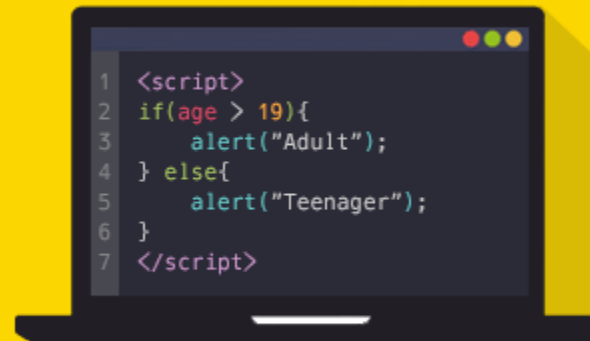 1 <script>
2 if(age > 19){
3 alert("Adult");
4 } else{
5 alert("Teenager");
6 }
7 </script>